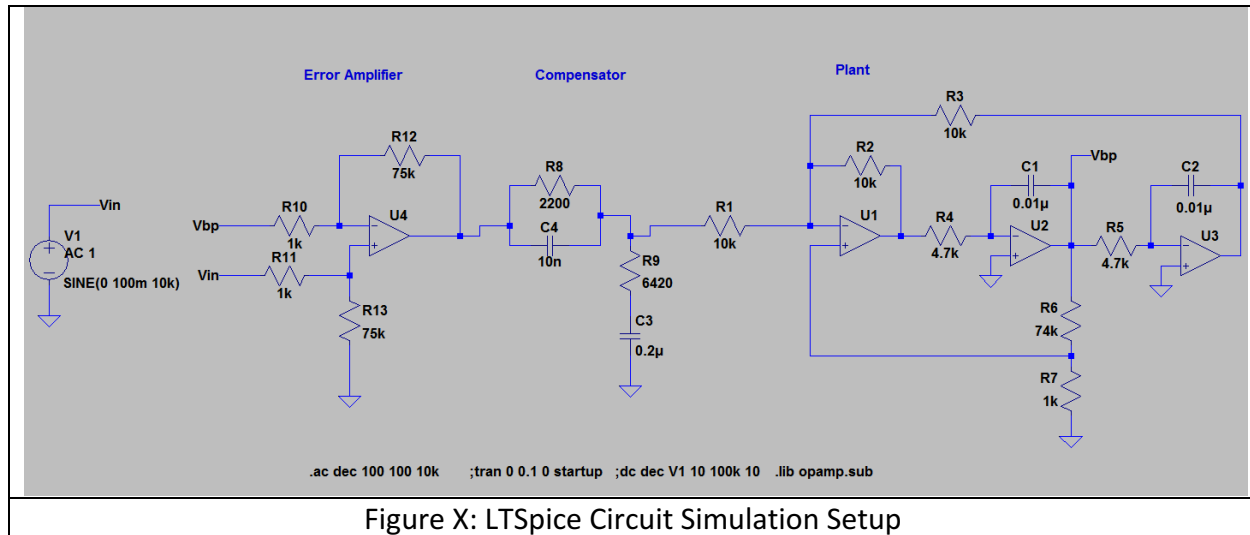 Error Amplifier
Compensator
Plant
R3
10k
R12
75k
R8
2200
C4
10n
R2
10k
C1
0.01µ
Vbp
C2
0.01µ
Vin
V1
AC 1
SINE(0 100m 10k)
Vbp
R10
1k
U4
Vin
R11
1k
R13
75k
R9
6420
C3
0.2µ
R1
10k
U1
R4
4.7k
U2
R5
4.7k
U3
R6
74k
R7
1k
.ac dec 100 100 10k ;tran 0 0.1 0 startup ;dc dec V1 10 100k 10 .lib opamp.sub
Figure X: LTSpice Circuit Simulation Setup